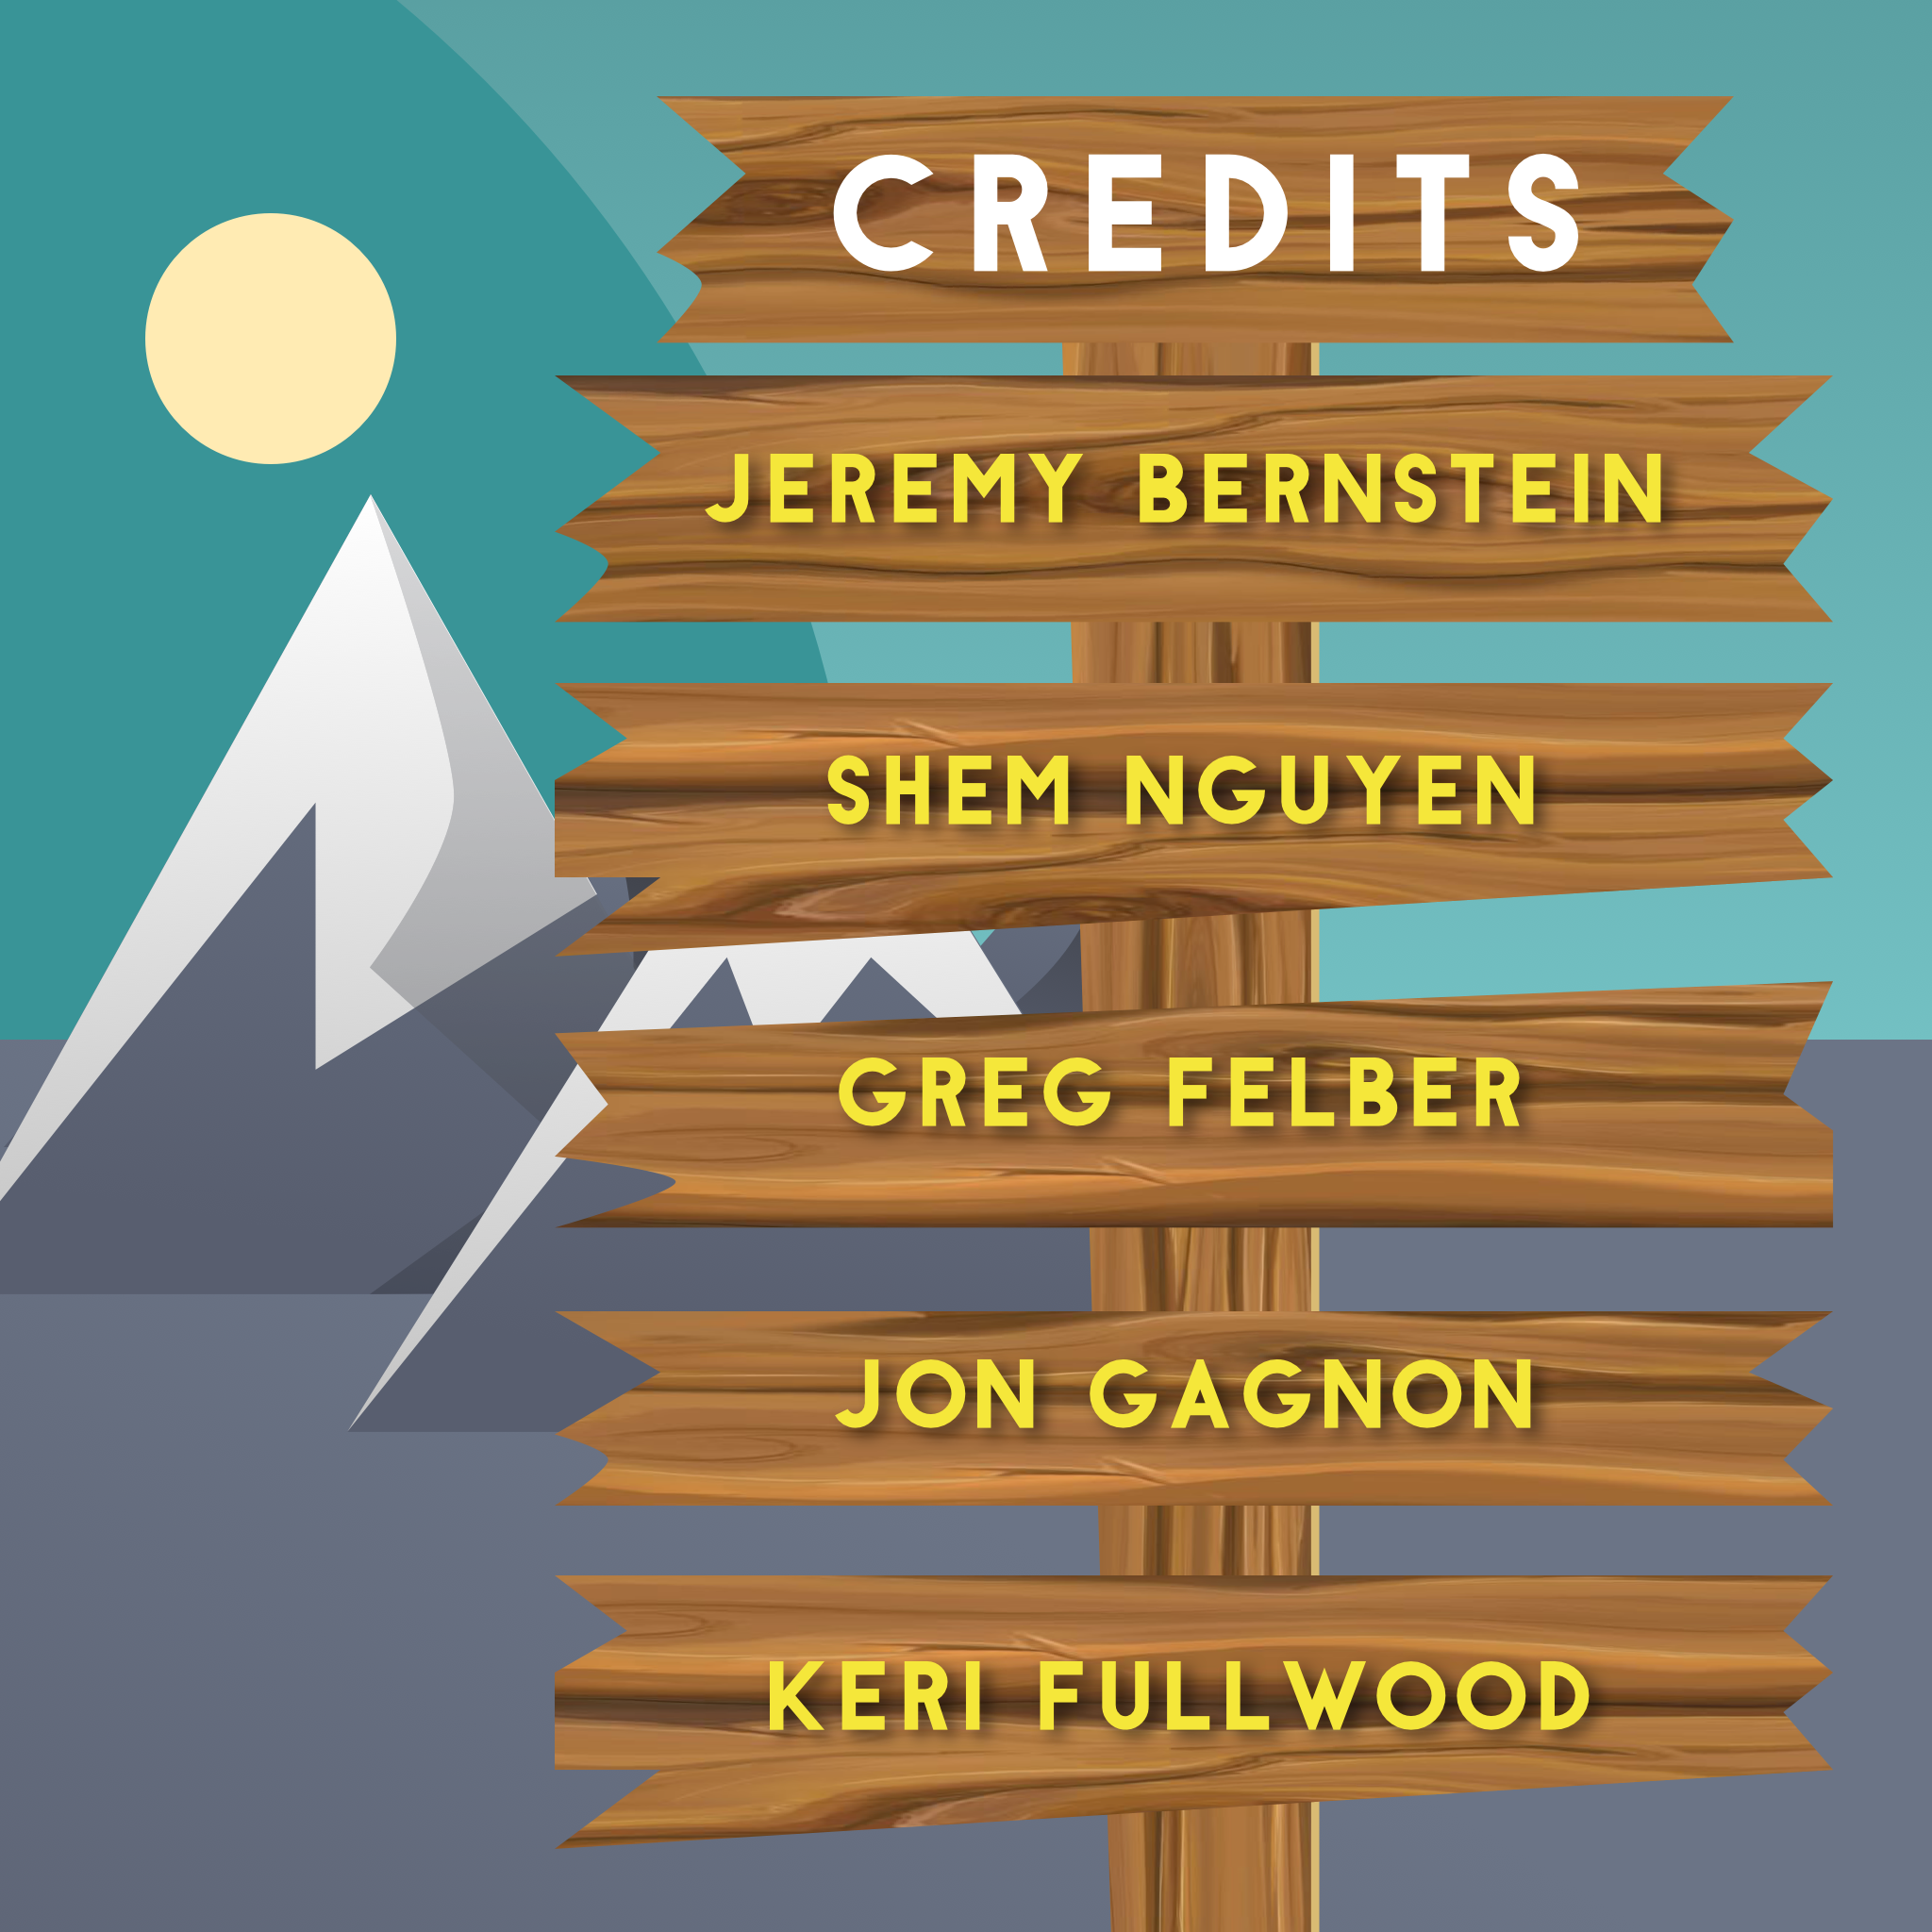 CREDITS
JEREMY BERNSTEIN
SHEM NGUYEN
GREG FELBER
JON GAGNON
KERI FULLWOOD